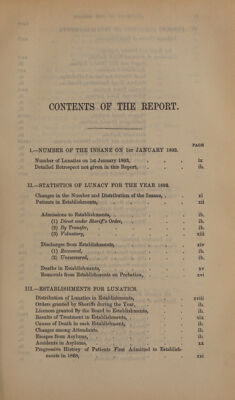 CONTENTS OF THE REPORT.
PAGE
I.—NUMBER OF THE INSANE ON 1ST JANUARY 1893.
Number of Lunatics on 1st January 1893, . . . ix
Detailed Retrospect not given in this Report, . . ib.
II.—STATISTICS OF LUNACY FOR THE YEAR 1892.
Changes in the Number and Distribution of the Insane, . . xi
Patients in Establishments, . . . xii
Admissions to Establishments, . . . ib.
(1) Direct under Sheriff's Order, . . ib.
(2) By Transfer, . . . ib.
(3) Voluntary, . . . xiii
Discharges from Establishments, . . . xiv
(1) Recovered, . . . ib.
(2) Unrecovered, . . . ib.
Deaths in Establishments, . . . xv
Removals from Establishments on Probation, . . xvi
III.—ESTABLISHMENTS FOR LUNATICS.
Distribution of Lunatics in Establishments, . . xviii
Orders granted by Sheriffs during the Year, . . ib.
Licences granted by the Board to Establishments, . . ib.
Results of Treatment in Establishments, . . xix
Causes of Death in each Establishment, . . ib.
Changes among Attendants, . . . ib.
Escapes from Asylums, . . . ib.
Accidents in Asylums, . . . xx
Progressive History of Patients First Admitted to Establish-
ments in 1868, . . . xxi